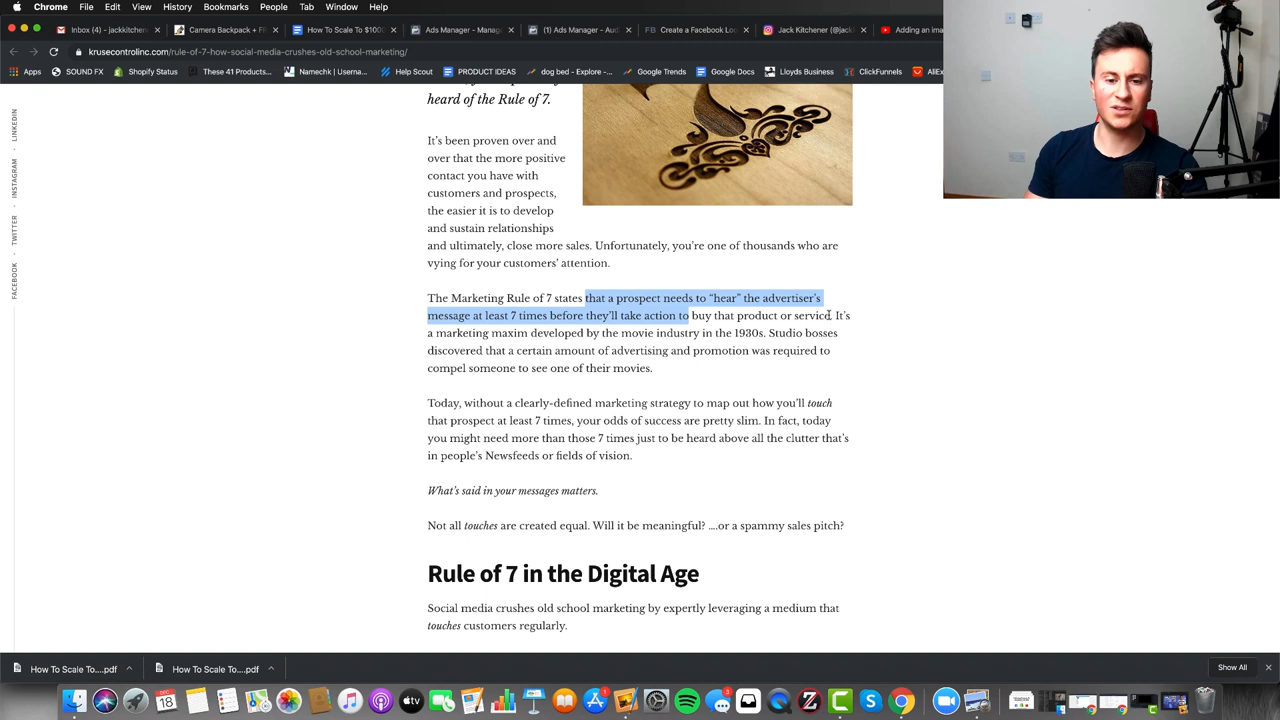 Chrome File Edit View History Bookmarks People Tab Window Help
Inbox (4) - jackkitchener@ Camera Backpack + FR How To Scale To $1000 Ads Manager - Manag (1) Ads Manager - Aud Create a Facebook Loo Jack Kitchener (@jack Adding an ima
krusecontrolinc.com/rule-of-7-how-social-media-crushes-old-school-marketing/
Apps SOUND FX Shopify Status These 41 Products... Namechk | Userna... Help Scout PRODUCT IDEAS dog bed - Explore -... Google Trends Google Docs Lloyds Business ClickFunnels AliEx
heard of the Rule of 7.
It's been proven over and
over that the more positive
contact you have with
customers and prospects,
the easier it is to develop
and sustain relationships
and ultimately, close more sales. Unfortunately, you're one of thousands who are
vying for your customers' attention.
The Marketing Rule of 7 states that a prospect needs to "hear" the advertiser's
message at least 7 times before they'll take action to buy that product or service. It's
a marketing maxim developed by the movie industry in the 1930s. Studio bosses
discovered that a certain amount of advertising and promotion was required to
compel someone to see one of their movies.
Today, without a clearly-defined marketing strategy to map out how you'll touch
that prospect at least 7 times, your odds of success are pretty slim. In fact, today
you might need more than those 7 times just to be heard above all the clutter that's
in people's Newsfeeds or fields of vision.
What's said in your messages matters.
Not all touches are created equal. Will it be meaningful? ….or a spammy sales pitch?
Rule of 7 in the Digital Age
Social media crushes old school marketing by expertly leveraging a medium that
touches customers regularly.
FACEBOOK - TWITTER - INSTAGRAM - LINKEDIN
How To Scale To....pdf How To Scale To....pdf Show All